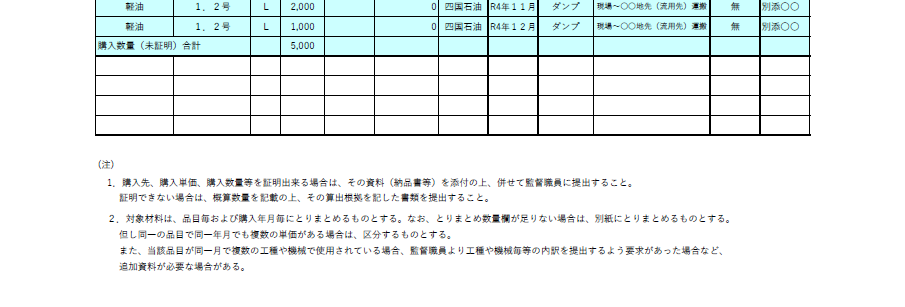 軽油 １．２号 L 2,000 0 四国石油 R4年１１月 ダンプ 現場～〇〇地先（流用先）運搬 無 別添〇〇
軽油 １．２号 L 1,000 0 四国石油 R4年１２月 ダンプ 現場～〇〇地先（流用先）運搬 無 別添〇〇
購入数量（未証明）合計 5,000
（注）
１．購入先、購入単価、購入数量等を証明出来る場合は、その資料（納品書等）を添付の上、併せて監督職員に提出すること。
証明できない場合は、概算数量を記載の上、その算出根拠を記した書類を提出すること。
２．対象材料は、品目毎および購入年月毎にとりまとめるものとする。なお、とりまとめ数量欄が足りない場合は、別紙にとりまとめるものとする。
但し同一の品目で同一年月でも複数の単価がある場合は、区分するものとする。
また、当該品目が同一月で複数の工種や機械で使用されている場合、監督職員より工種や機械毎等の内訳を提出するよう要求があった場合など、
追加資料が必要な場合がある。